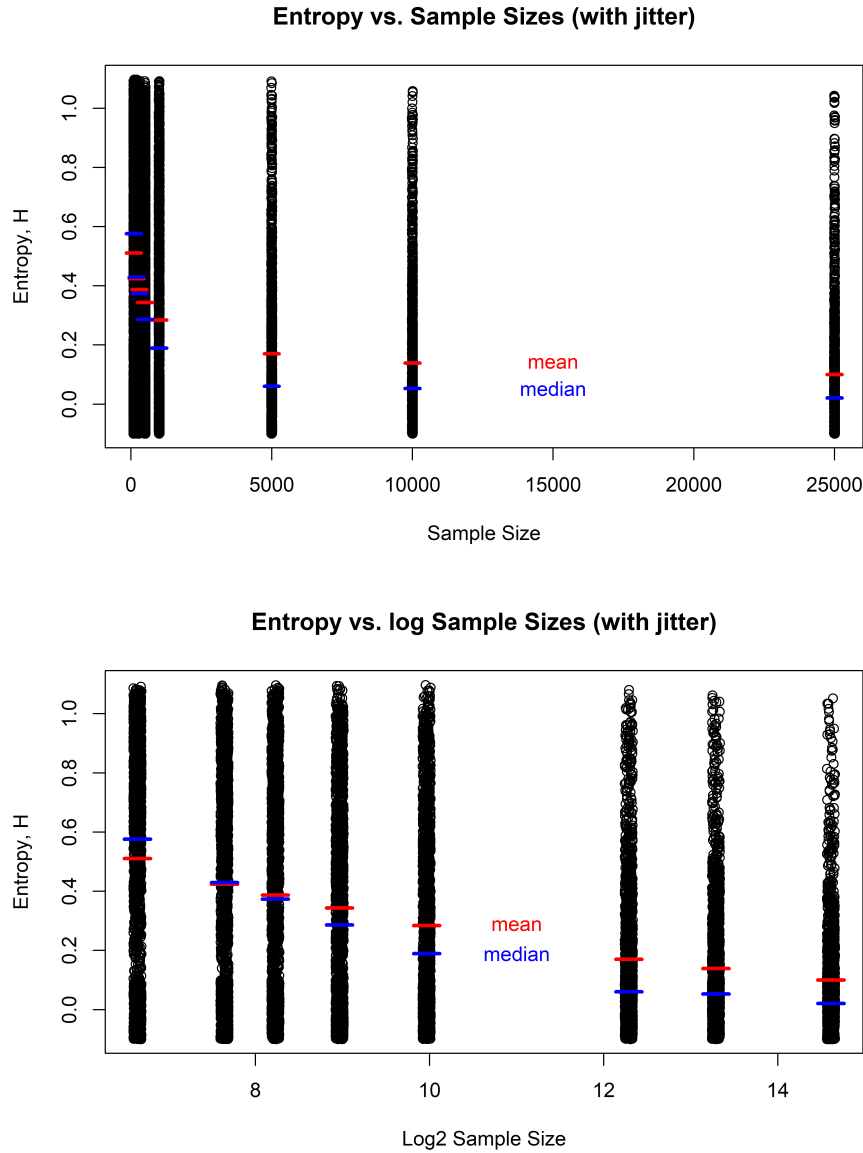 Entropy vs. Sample Sizes (with jitter)
Entropy, H
1.0
0.8
0.6
0.4
0.2
0.0
mean
median
0 5000 10000 15000 20000 25000
Sample Size
Entropy vs. log Sample Sizes (with jitter)
Entropy, H
1.0
0.8
0.6
0.4
0.2
0.0
mean
median
8 10 12 14
Log2 Sample Size